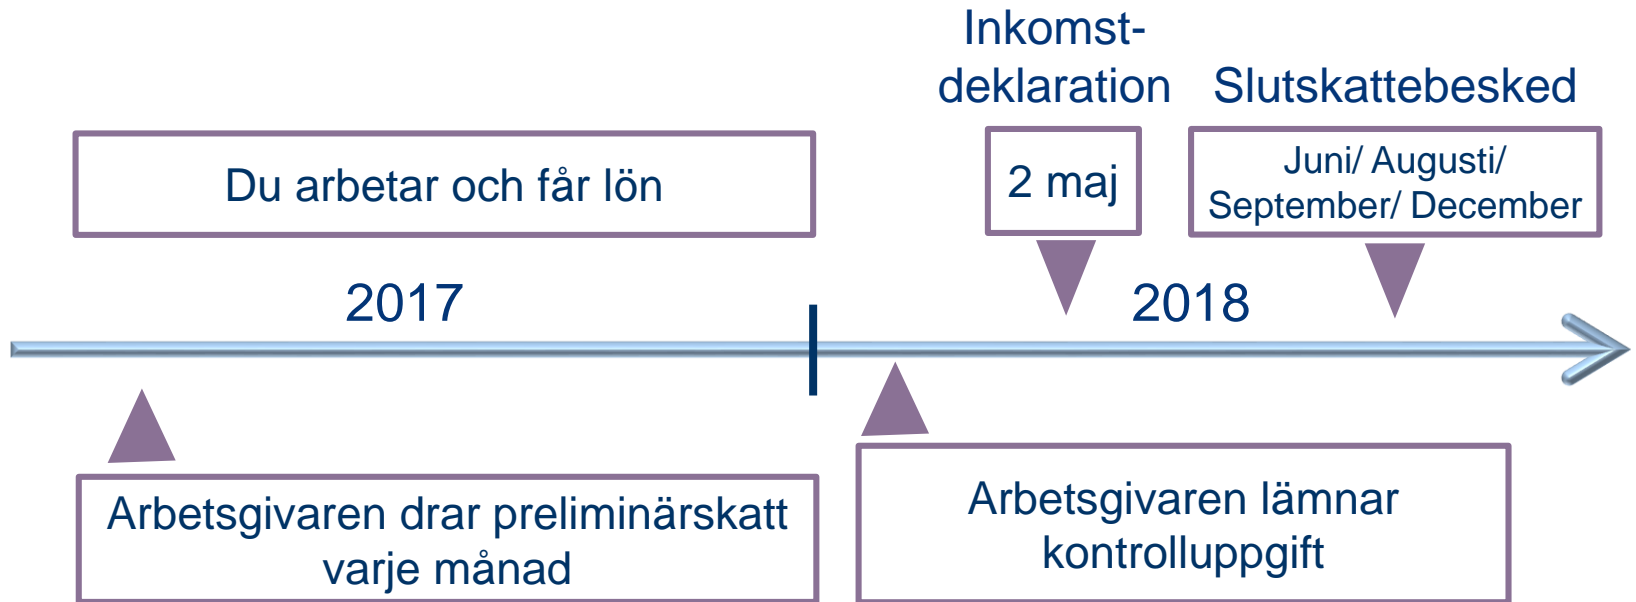 Inkomst-
deklaration
Slutskattebesked
Du arbetar och får lön
2 maj
Juni/ Augusti/
September/ December
2017
2018
Arbetsgivaren drar preliminärskatt
varje månad
Arbetsgivaren lämnar
kontrolluppgift